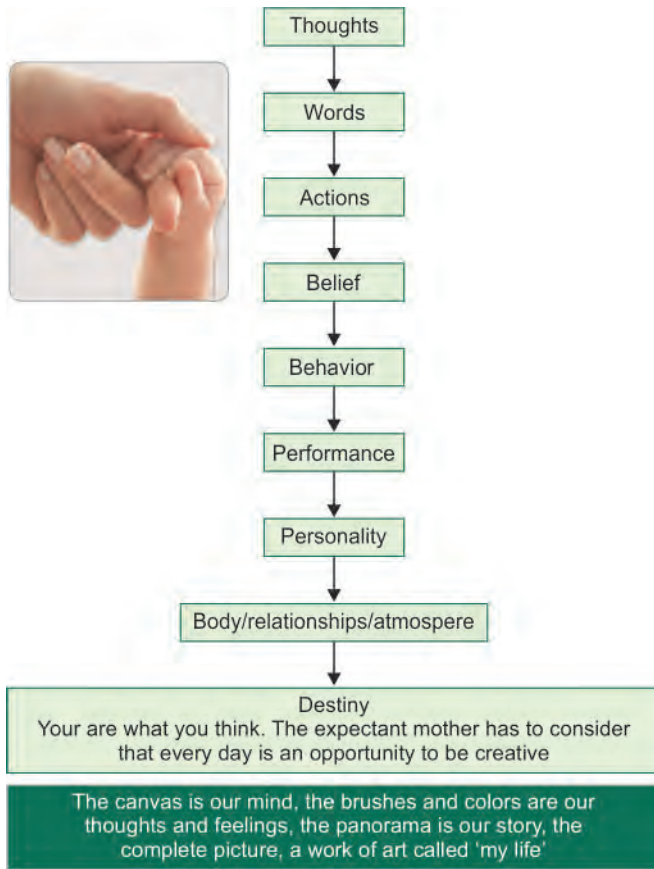 Thoughts
Words
Actions
Belief
Behavior
Performance
Personality
Body/relationships/atmospere
Destiny
Your are what you think. The expectant mother has to consider
that every day is an opportunity to be creative
The canvas is our mind, the brushes and colors are our
thoughts and feelings, the panorama is our story, the
complete picture, a work of art called ‘my life’